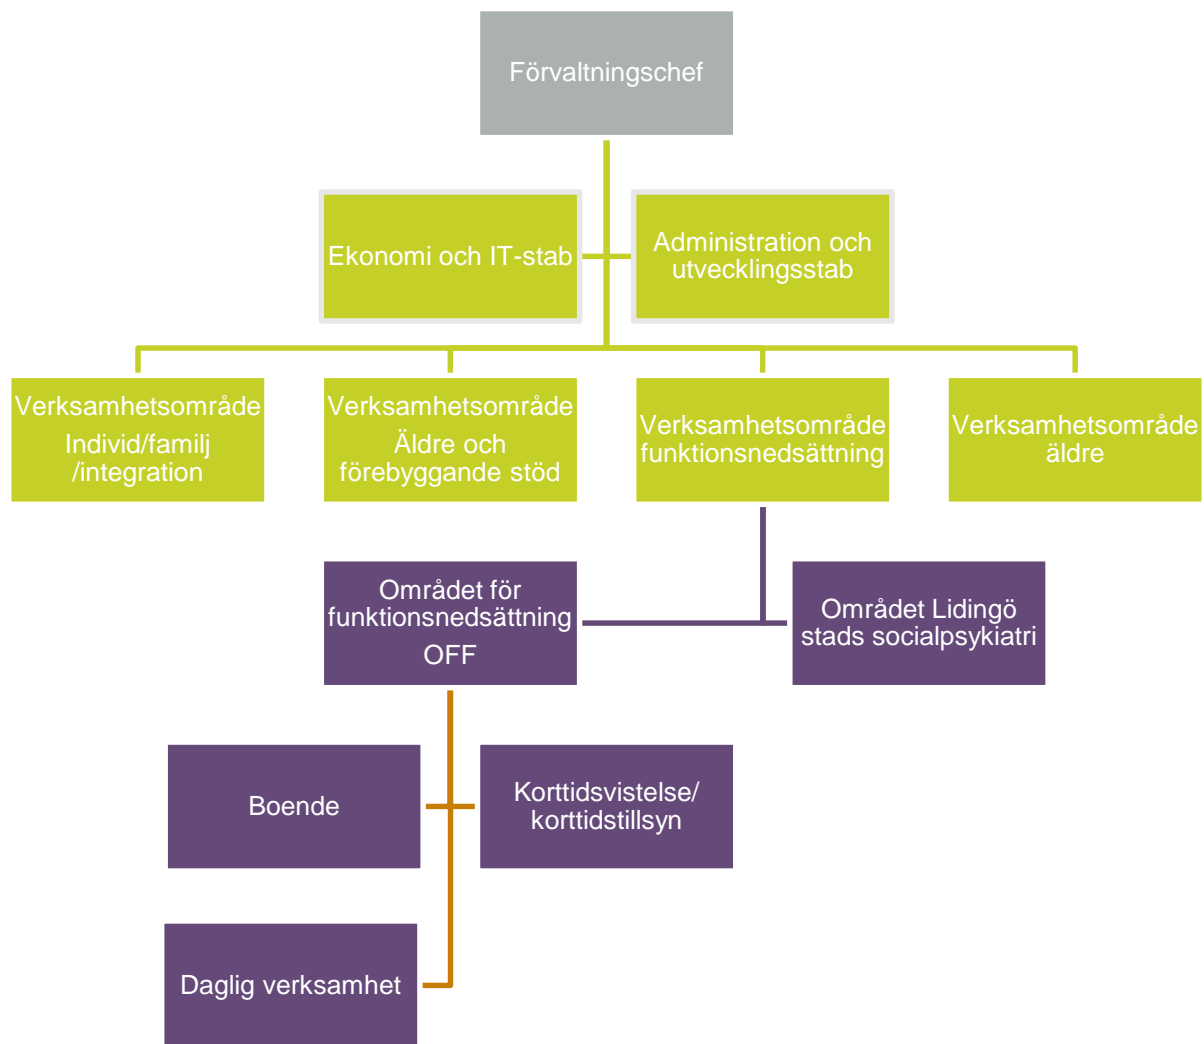 Förvaltningschef
Ekonomi och IT-stab
Administration och
utvecklingsstab
Verksamhetsområde
Individ/familj
/integration
Verksamhetsområde
Äldre och
förebyggande stöd
Verksamhetsområde
funktionsnedsättning
Verksamhetsområde
äldre
Området för
funktionsnedsättning
OFF
Området Lidingö
stads socialpsykiatri
Boende
Korttidsvistelse/
korttidstillsyn
Daglig verksamhet